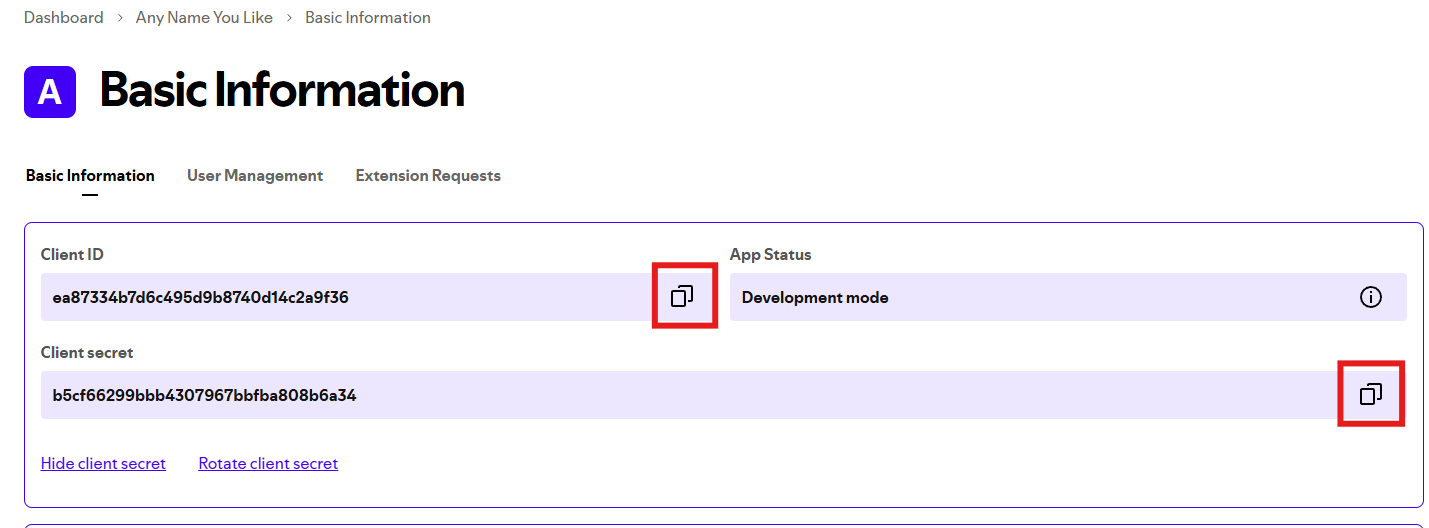 Dashboard > Any Name You Like > Basic Information
A Basic Information
Basic Information User Management Extension Requests
Client ID App Status
ea87334b7d6c495d9b8740d14c2a9f36 Development mode
Client secret
b5cf66299bbb4307967bbfba808b6a34
Hide client secret Rotate client secret